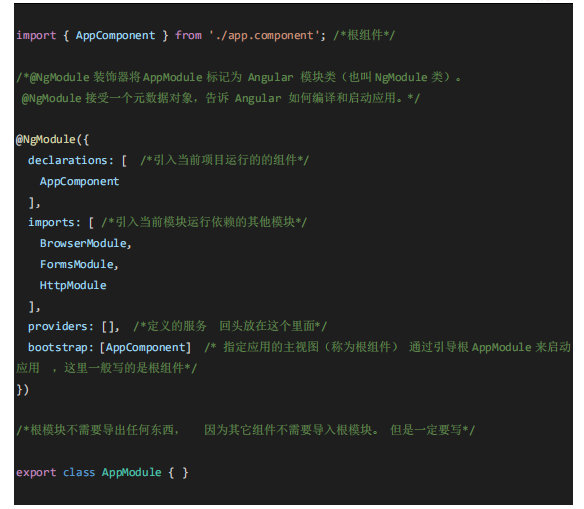 import { AppComponent } from './app.component'; /*根组件*/
/*@NgModule 装饰器将 AppModule 标记为 Angular 模块类（也叫 NgModule 类）。
@NgModule 接受一个元数据对象，告诉 Angular 如何编译和启动应用。*/
@NgModule({
declarations: [ /*引入当前项目运行的的组件*/
AppComponent
],
imports: [ /*引入当前模块运行依赖的其他模块*/
BrowserModule,
FormsModule,
HttpModule
],
providers: [], /*定义的服务 回头放在这个里面*/
bootstrap: [AppComponent] /* 指定应用的主视图（称为根组件） 通过引导根 AppModule 来启动
应用 ，这里一般写的是根组件*/
})
/*根模块不需要导出任何东西， 因为其它组件不需要导入根模块。 但是一定要写*/
export class AppModule { }